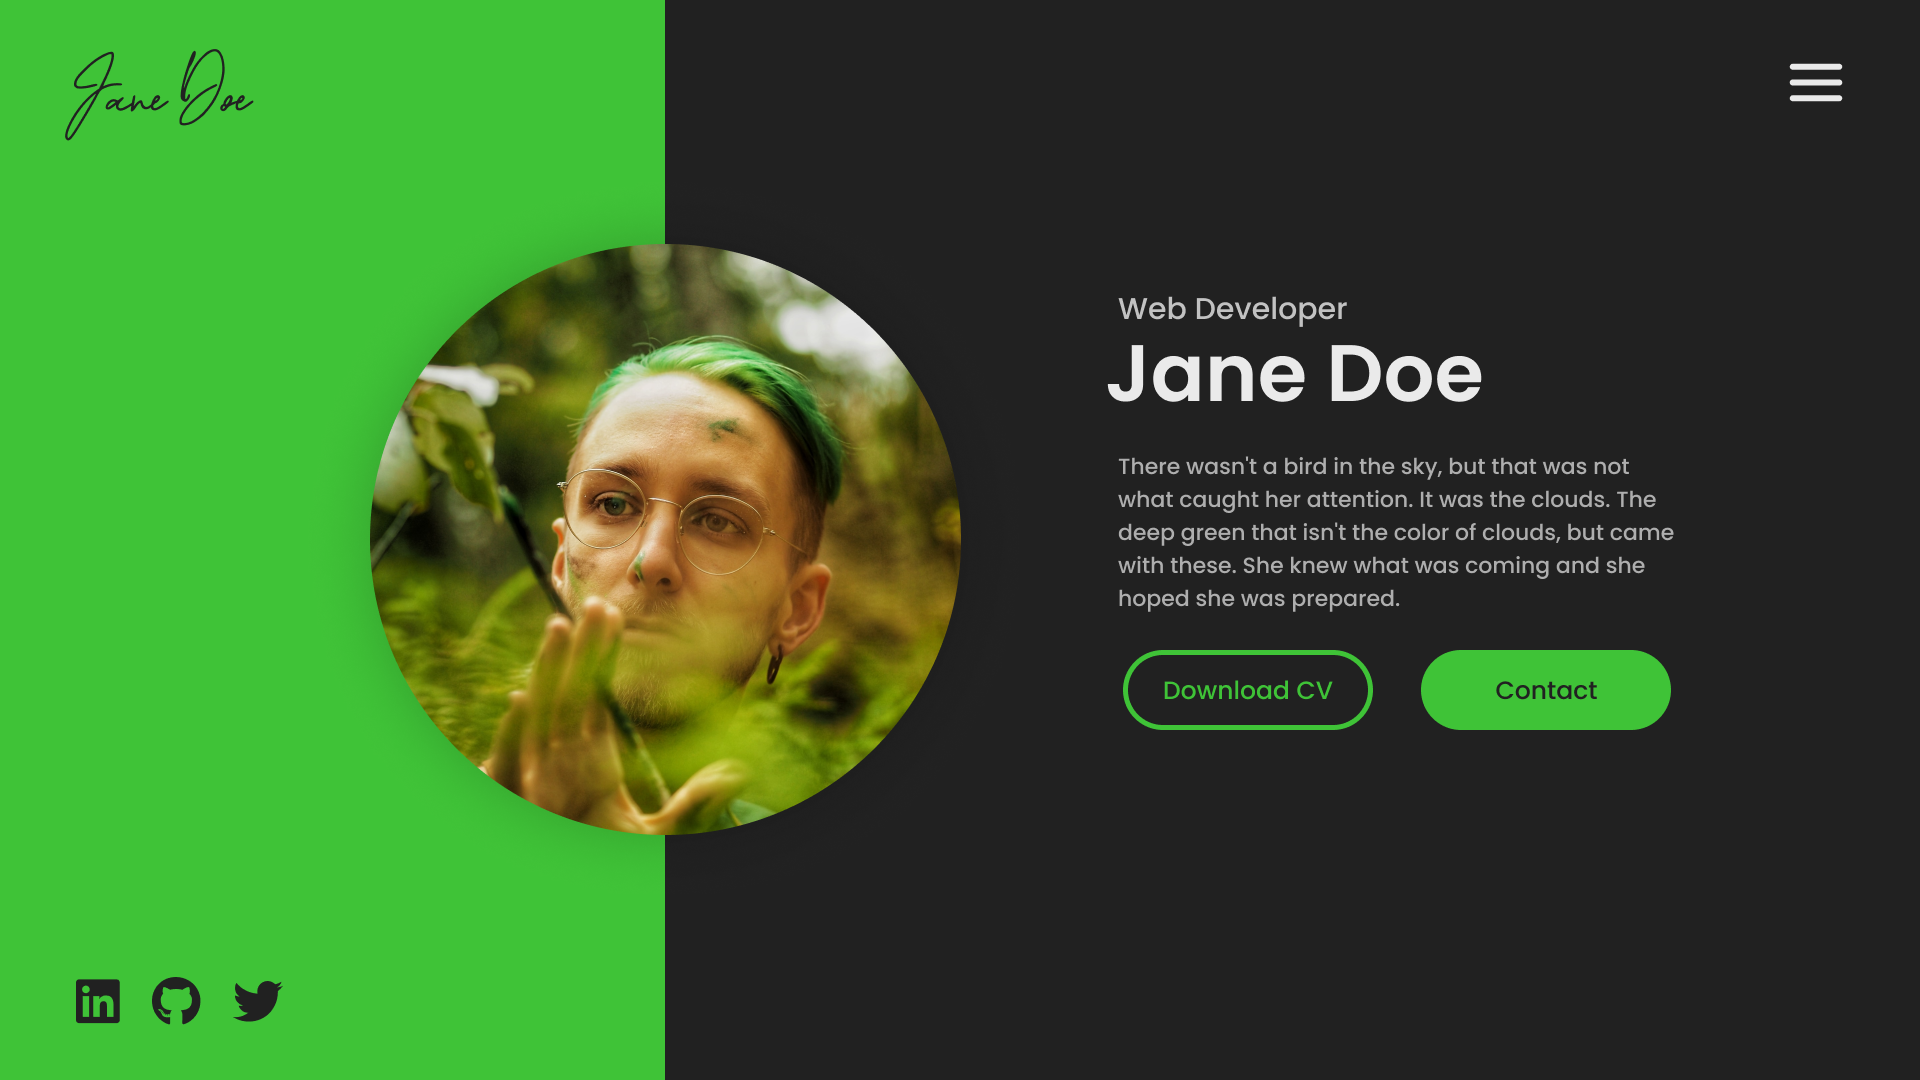 Jane Doe
Web Developer
Jane Doe
There wasn't a bird in the sky, but that was not
what caught her attention. It was the clouds. The
deep green that isn't the color of clouds, but came
with these. She knew what was coming and she
hoped she was prepared.
Download CV
Contact
in